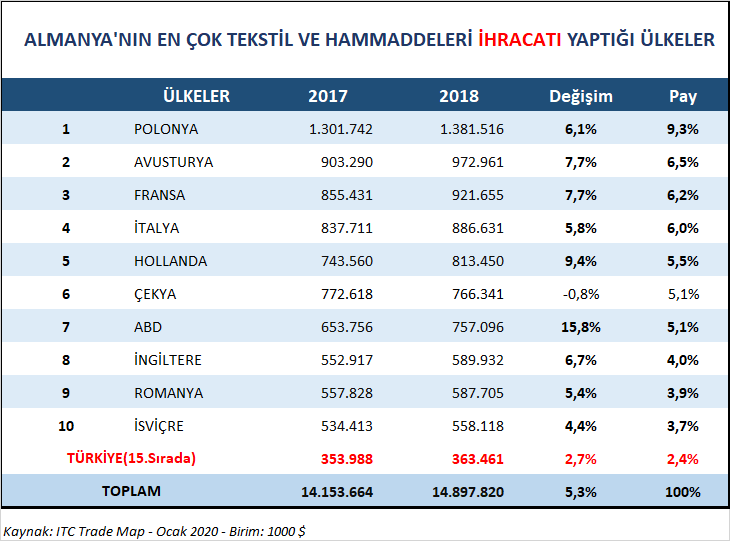 ALMANYA'NIN EN ÇOK TEKSTİL VE HAMMADDELERİ İHRACATI YAPTIĞI ÜLKELER
ÜLKELER 2017 2018 Değişim Pay
1 POLONYA 1.301.742 1.381.516 6,1% 9,3%
2 AVUSTURYA 903.290 972.961 7,7% 6,5%
3 FRANSA 855.431 921.655 7,7% 6,2%
4 İTALYA 837.711 886.631 5,8% 6,0%
5 HOLLANDA 743.560 813.450 9,4% 5,5%
6 ÇEKYA 772.618 766.341 -0,8% 5,1%
7 ABD 653.756 757.096 15,8% 5,1%
8 İNGİLTERE 552.917 589.932 6,7% 4,0%
9 ROMANYA 557.828 587.705 5,4% 3,9%
10 İSVİÇRE 534.413 558.118 4,4% 3,7%
TÜRKİYE(15.Sırada) 353.988 363.461 2,7% 2,4%
TOPLAM 14.153.664 14.897.820 5,3% 100%
Kaynak: ITC Trade Map - Ocak 2020 - Birim: 1000 $